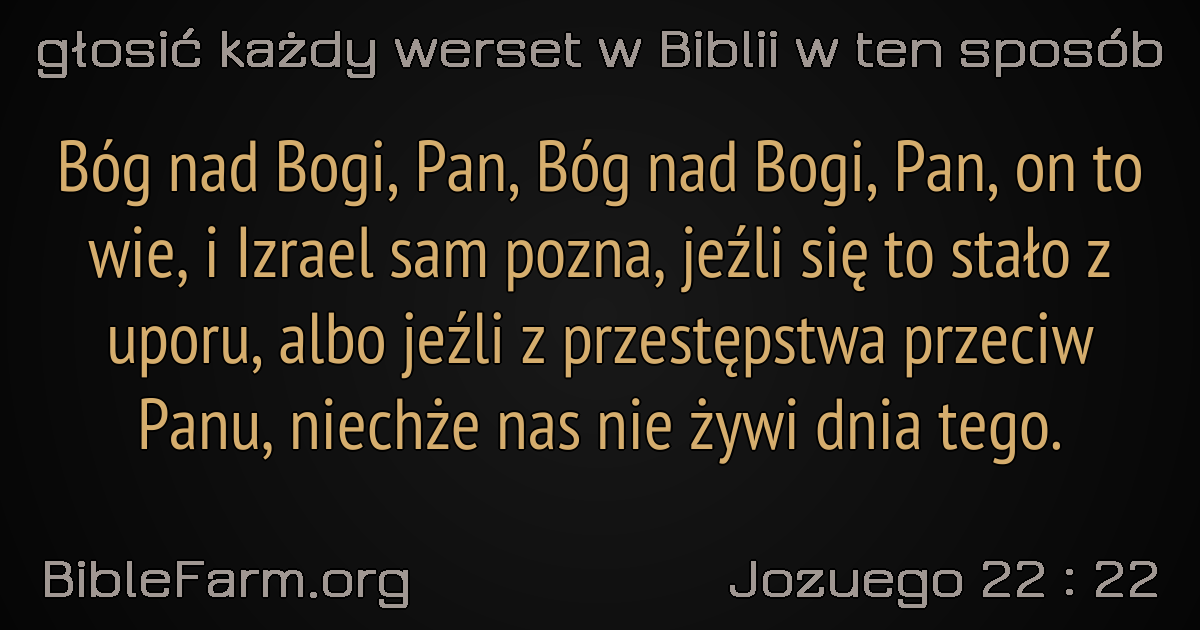 głosić każdy werset w Biblii w ten sposób
Bóg nad Bogi, Pan, Bóg nad Bogi, Pan, on to
wie, i Izrael sam pozna, jeźli się to stało z
uporu, albo jeźli z przestępstwa przeciw
Panu, niechże nas nie żywi dnia tego.
BibleFarm.org
Jozuego 22 : 22